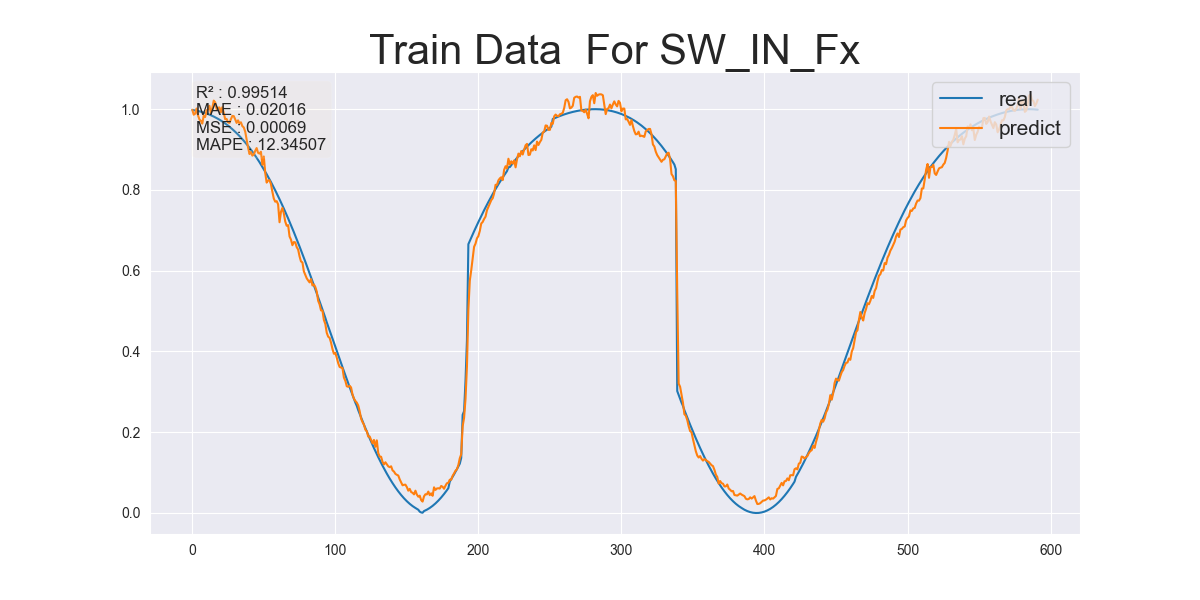 Train Data  For SW_IN_Fx
R² : 0.99514
MAE : 0.02016
MSE : 0.00069
MAPE : 12.34507
real
predict
1.0
0.8
0.6
0.4
0.2
0.0
0 100 200 300 400 500 600